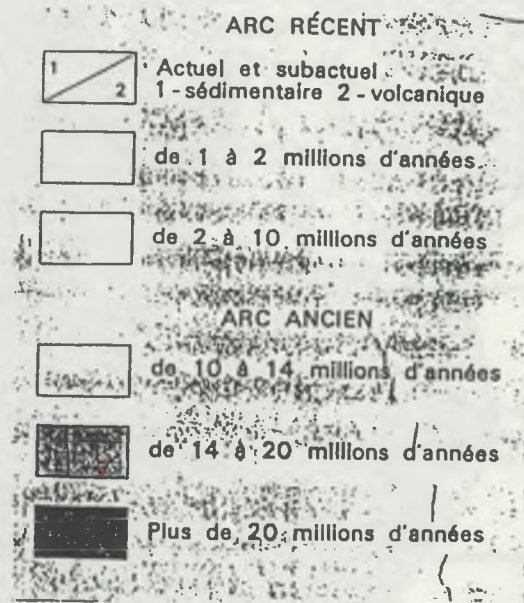 ARC RÉCENT
1
2
Actuel et subactuel
1 - sédimentaire 2 - volcanique
de 1 à 2 millions d'années
de 2 à 10 millions d'années
ARC ANCIEN
de 10 à 14 millions d'années
de 14 à 20 millions d'années
Plus de 20 millions d'années